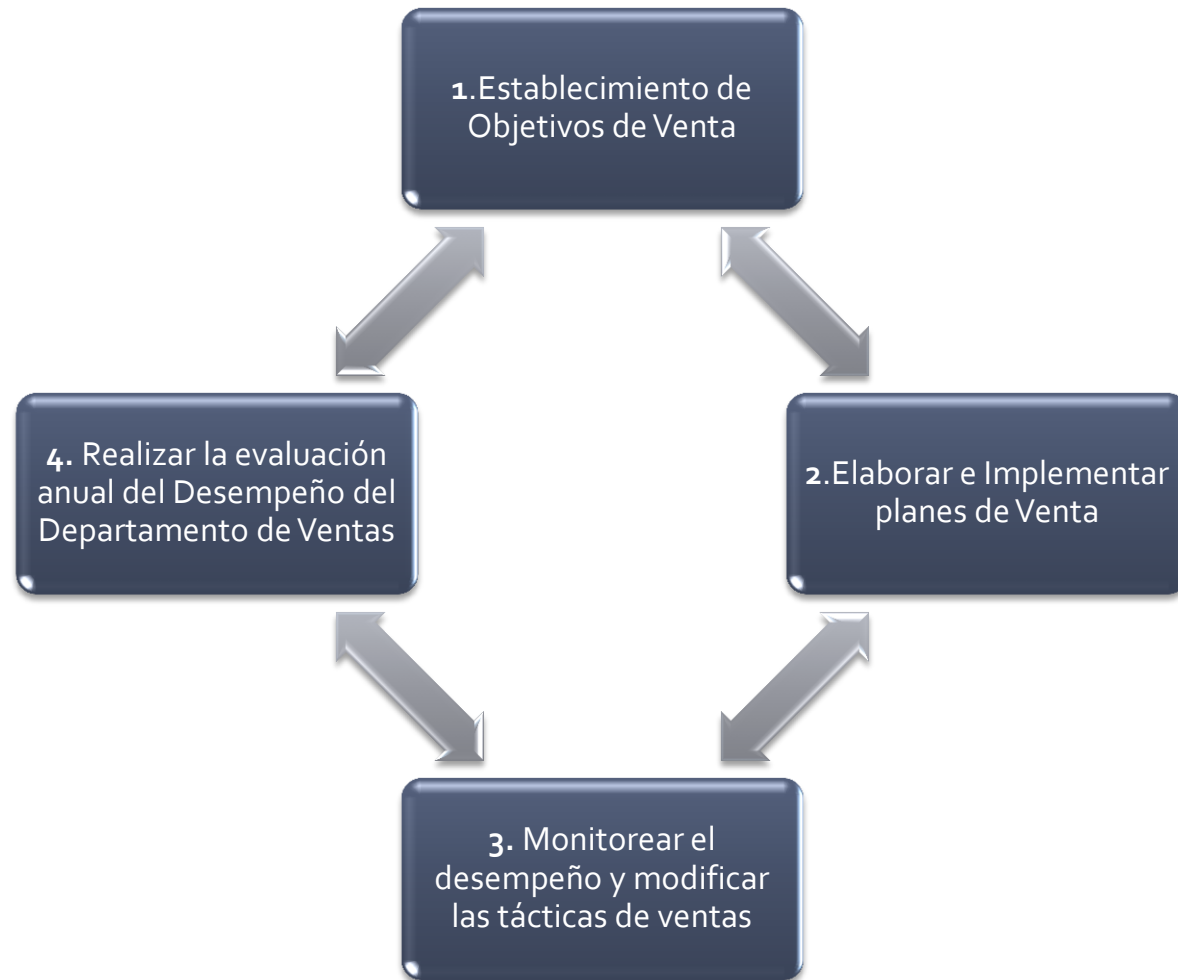 1.Establecimiento de
Objetivos de Venta
2.Elaborar e Implementar
planes de Venta
3. Monitorear el
desempeño y modificar
las tácticas de ventas
4. Realizar la evaluación
anual del Desempeño del
Departamento de Ventas